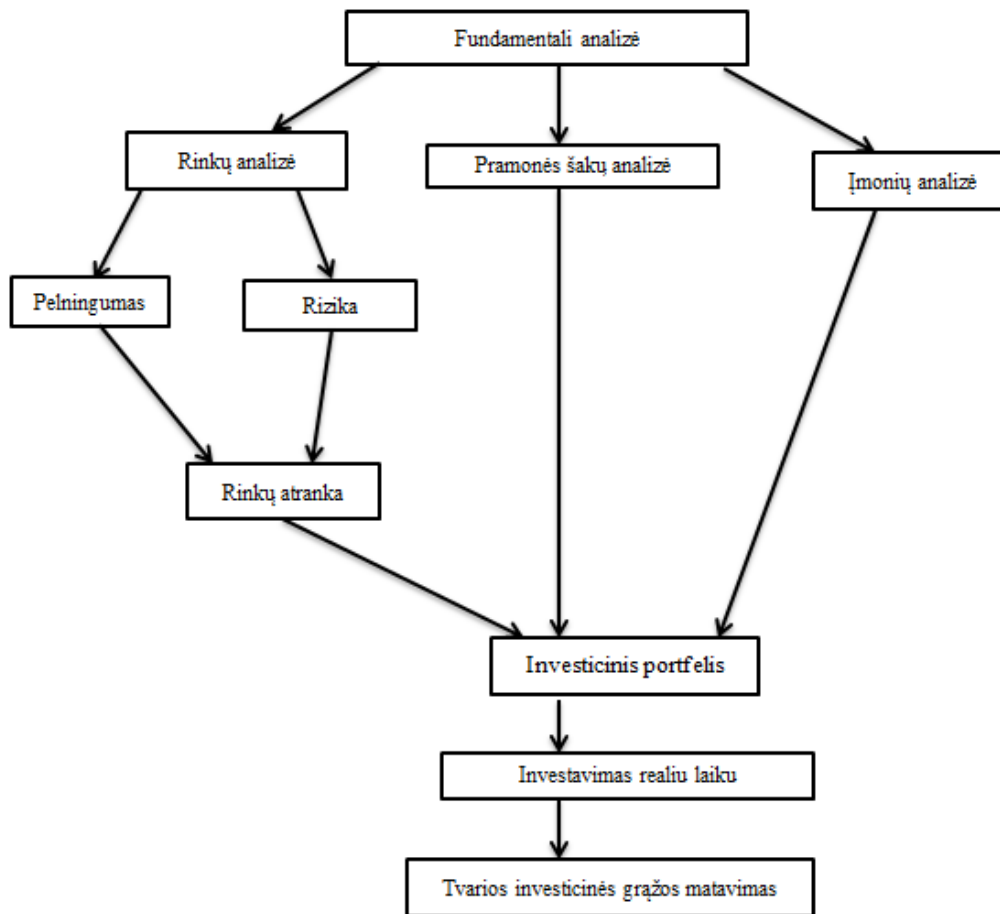 Fundamentali analizė
Rinkų analizė
Pramonės šakų analizė
Įmonių analizė
Pelningumas
Rizika
Rinkų atranka
Investicinis portfelis
Investavimas realiu laiku
Tvarios investicinės grąžos matavimas